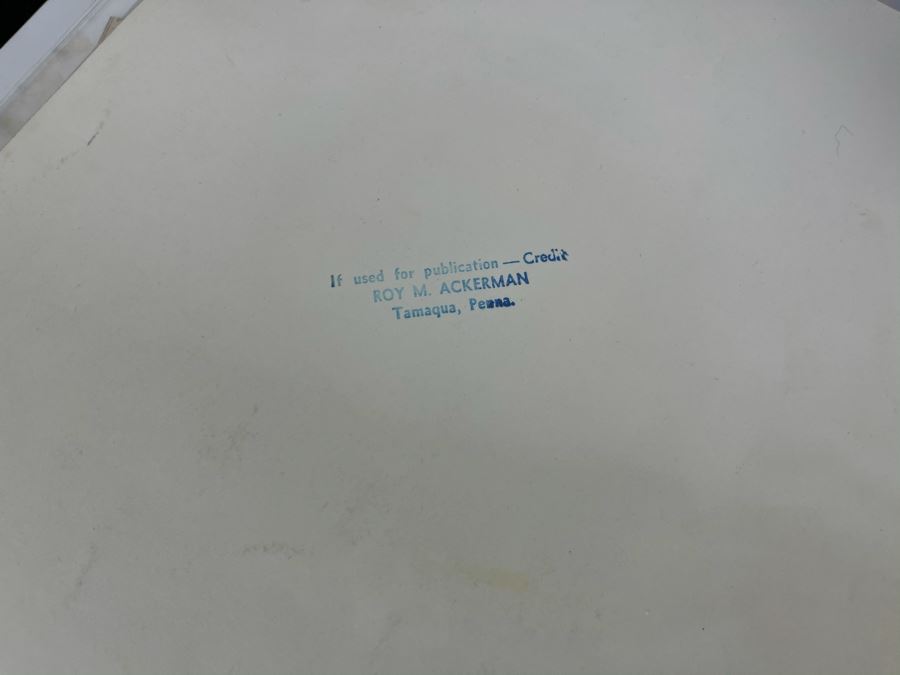 If used for publication — Credit
ROY M. ACKERMAN
Tamaqua, Penna.